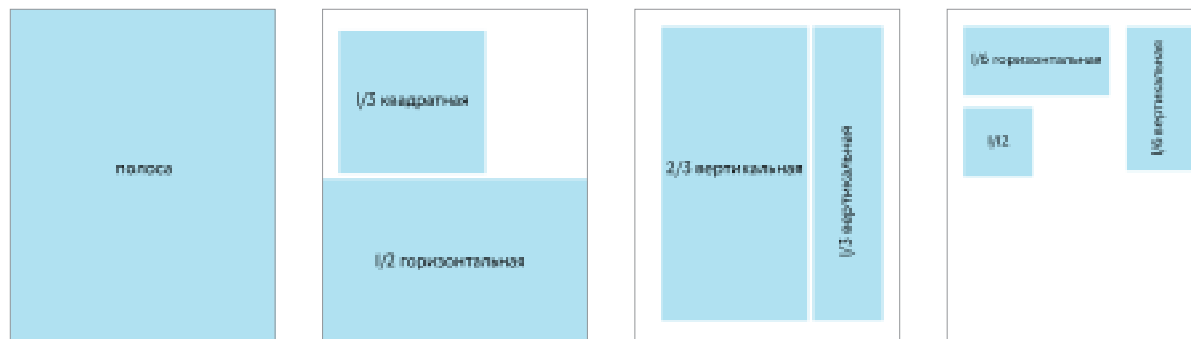 полоса
1/3 квадратная
1/2 горизонтальная
2/3 вертикальная
1/3 вертикальная
1/6 горизонтальная
1/12
1/6 вертикальная